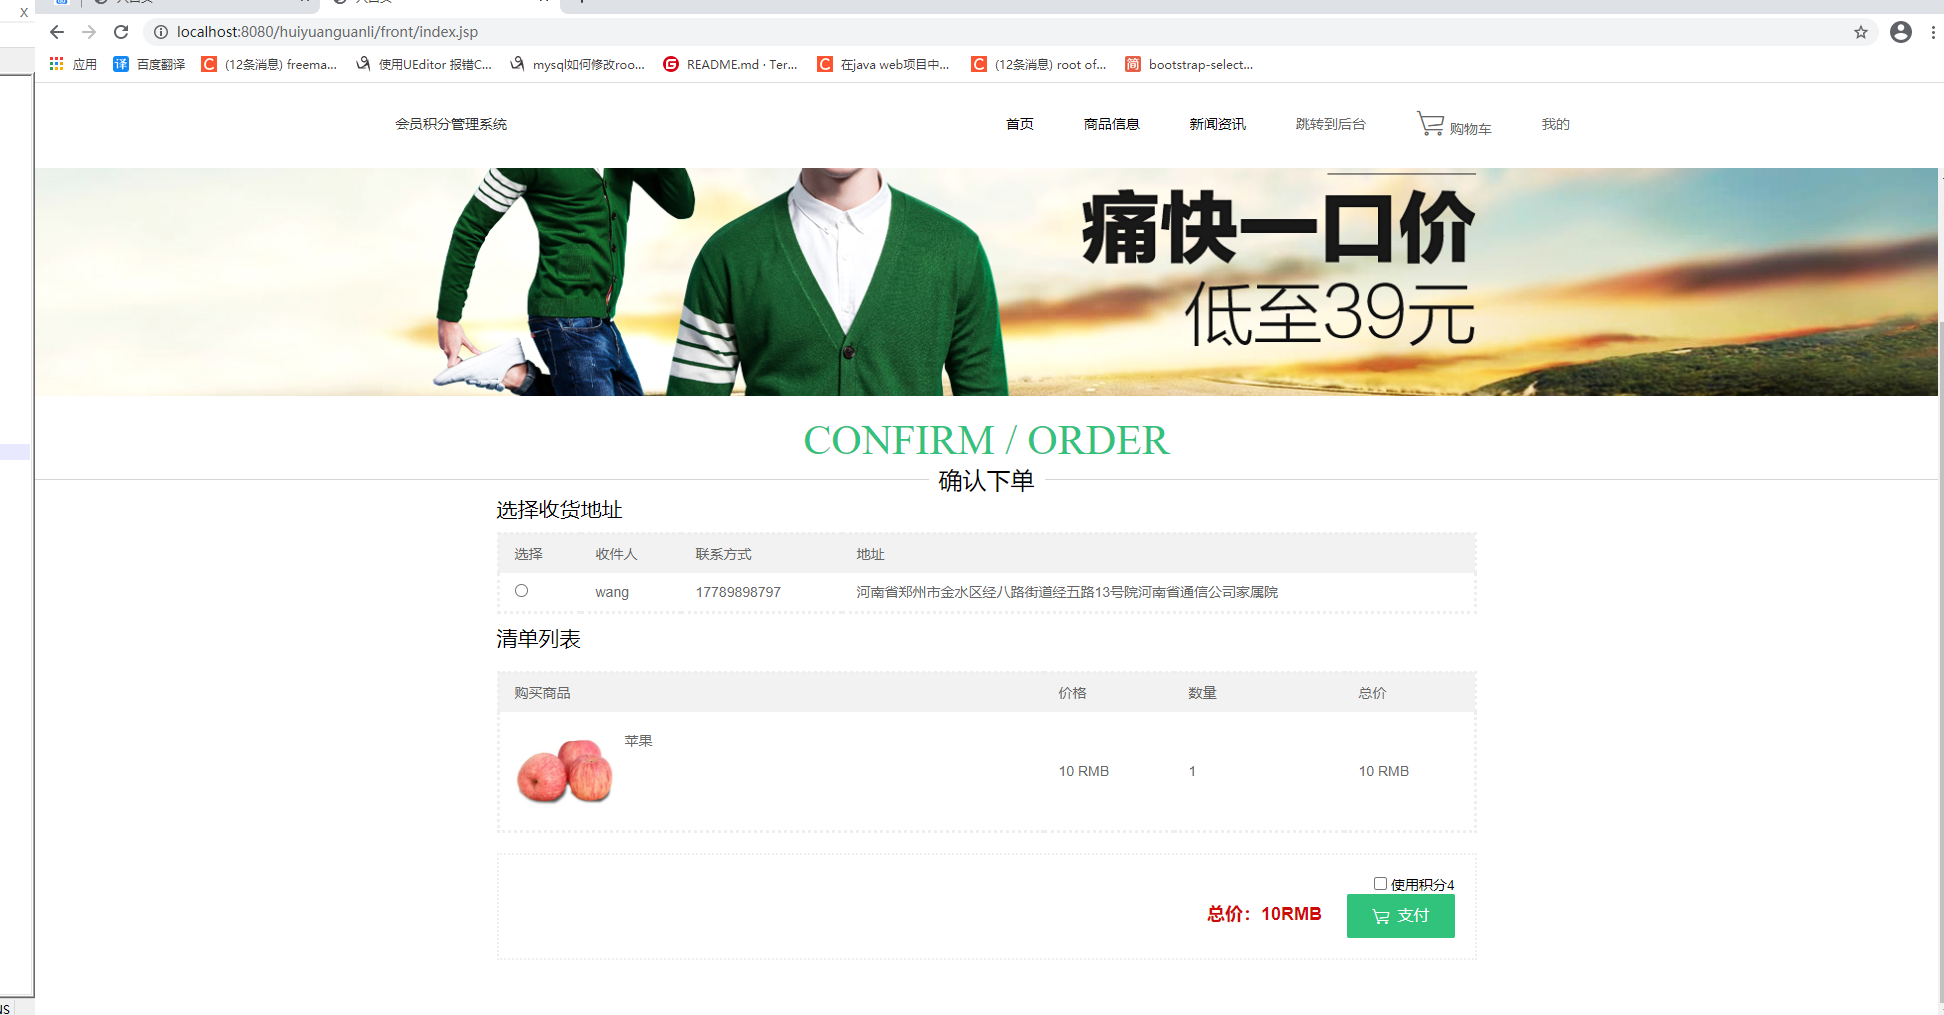 X
localhost:8080/huiyuanguanli/front/index.jsp
应用 百度翻译 (12条消息) freema... 使用UEditor 报错C... mysql如何修改roo... README.md · Ter... 在java web项目中... (12条消息) root of... bootstrap-select...
会员积分管理系统 首页 商品信息 新闻资讯 跳转到后台 购物车 我的
痛快一口价
低至39元
CONFIRM / ORDER
确认下单
选择收货地址
选择 收件人 联系方式 地址
wang 17789898797 河南省郑州市金水区经八路街道经五路13号院河南省通信公司家属院
清单列表
购买商品 价格 数量 总价
苹果
10 RMB 1 10 RMB
使用积分4
总价：10RMB 支付